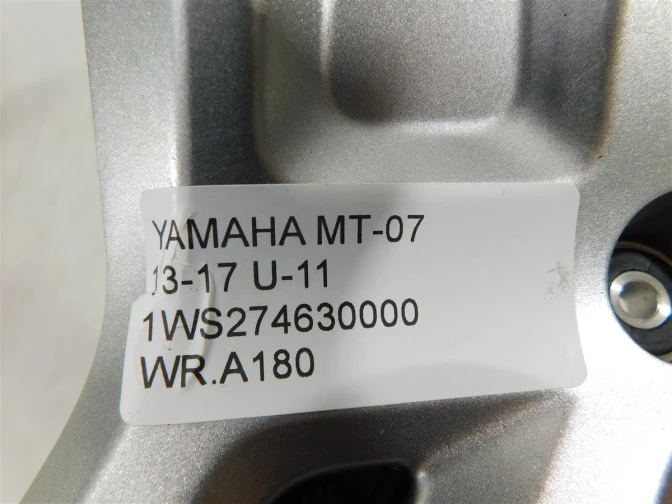 YAMAHA MT-07
13-17 U-11
1WS274630000
WR.A180